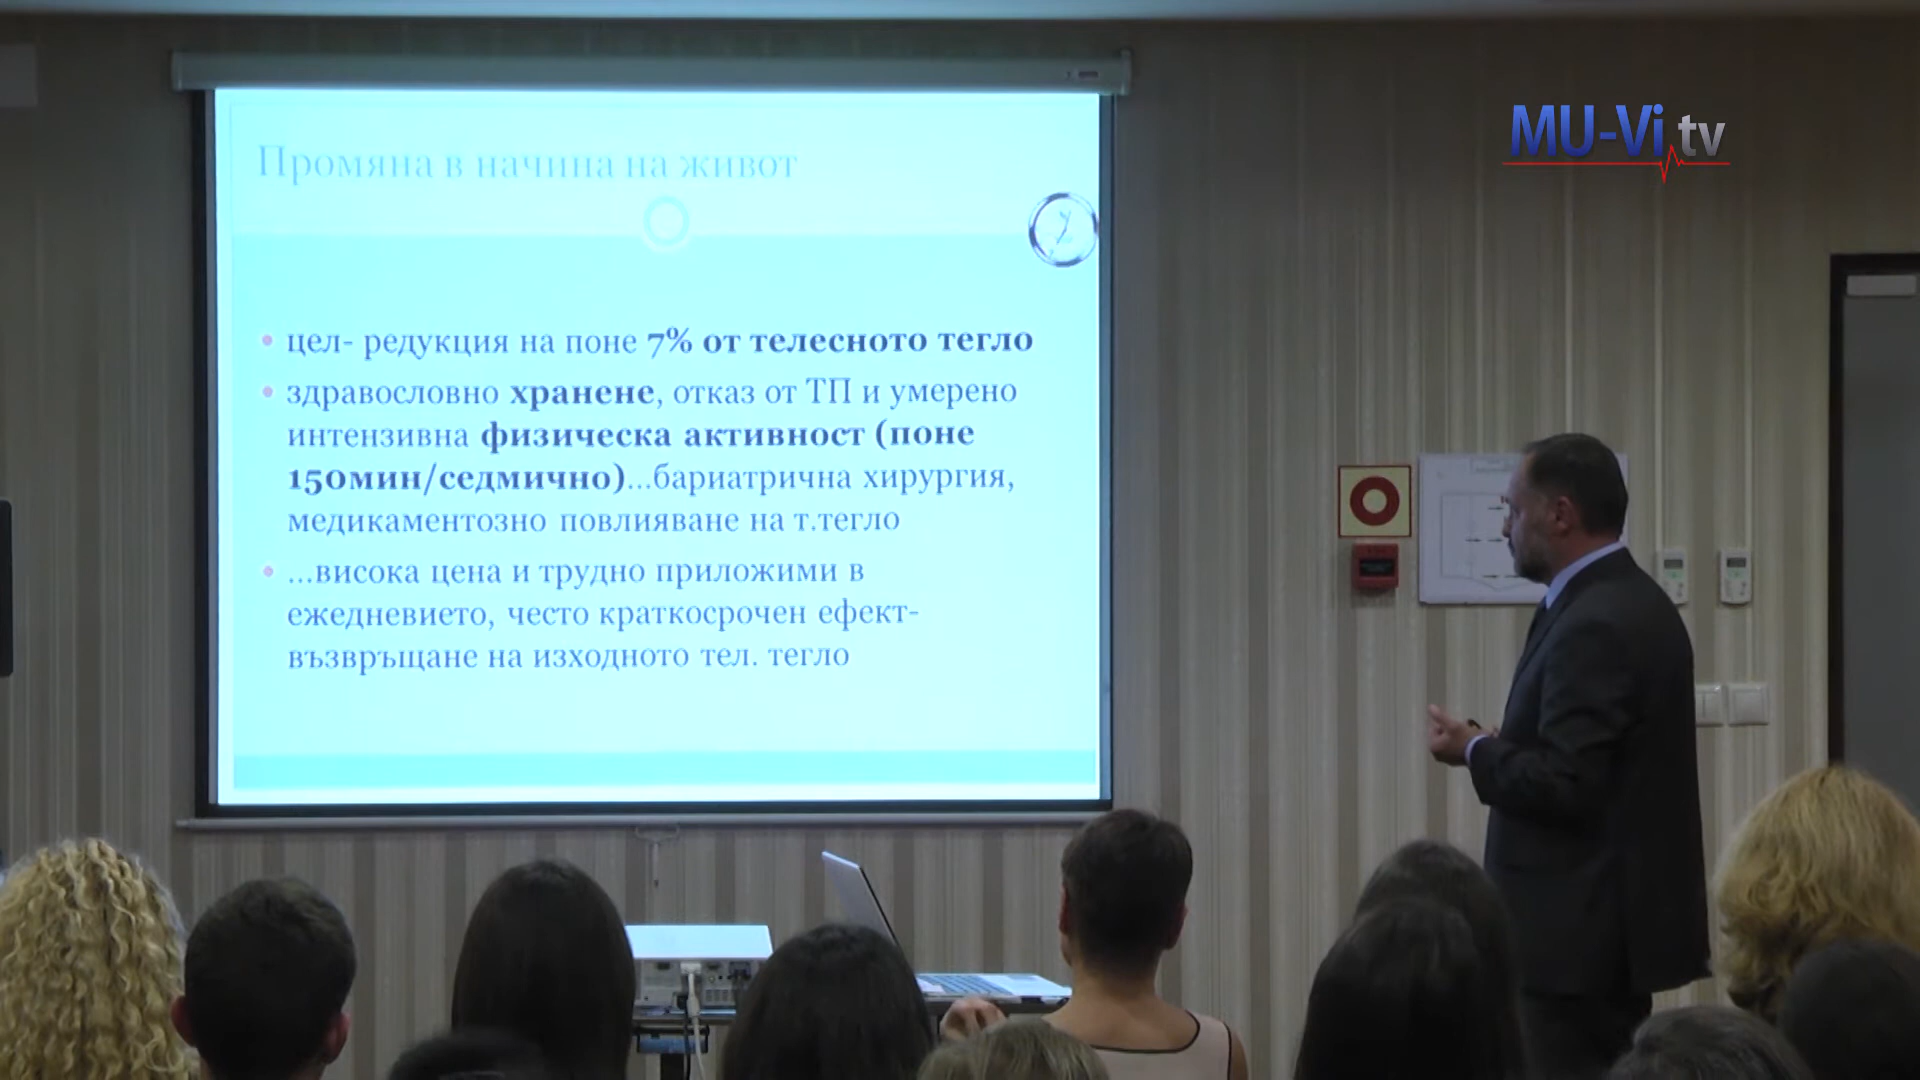 MU-Vi.tv
Промяна в начина на живот
цел- редукция на поне 7% от телесното тегло
здравословно хранене, отказ от ТП и умерено
интензивна физическа активност (поне
150мин/седмично)...бариатрична хирургия,
медикаментозно повлияване на т.тегло
...висока цена и трудно приложими в
ежедневието, често краткосрочен ефект-
възвръщане на изходното тел. тегло